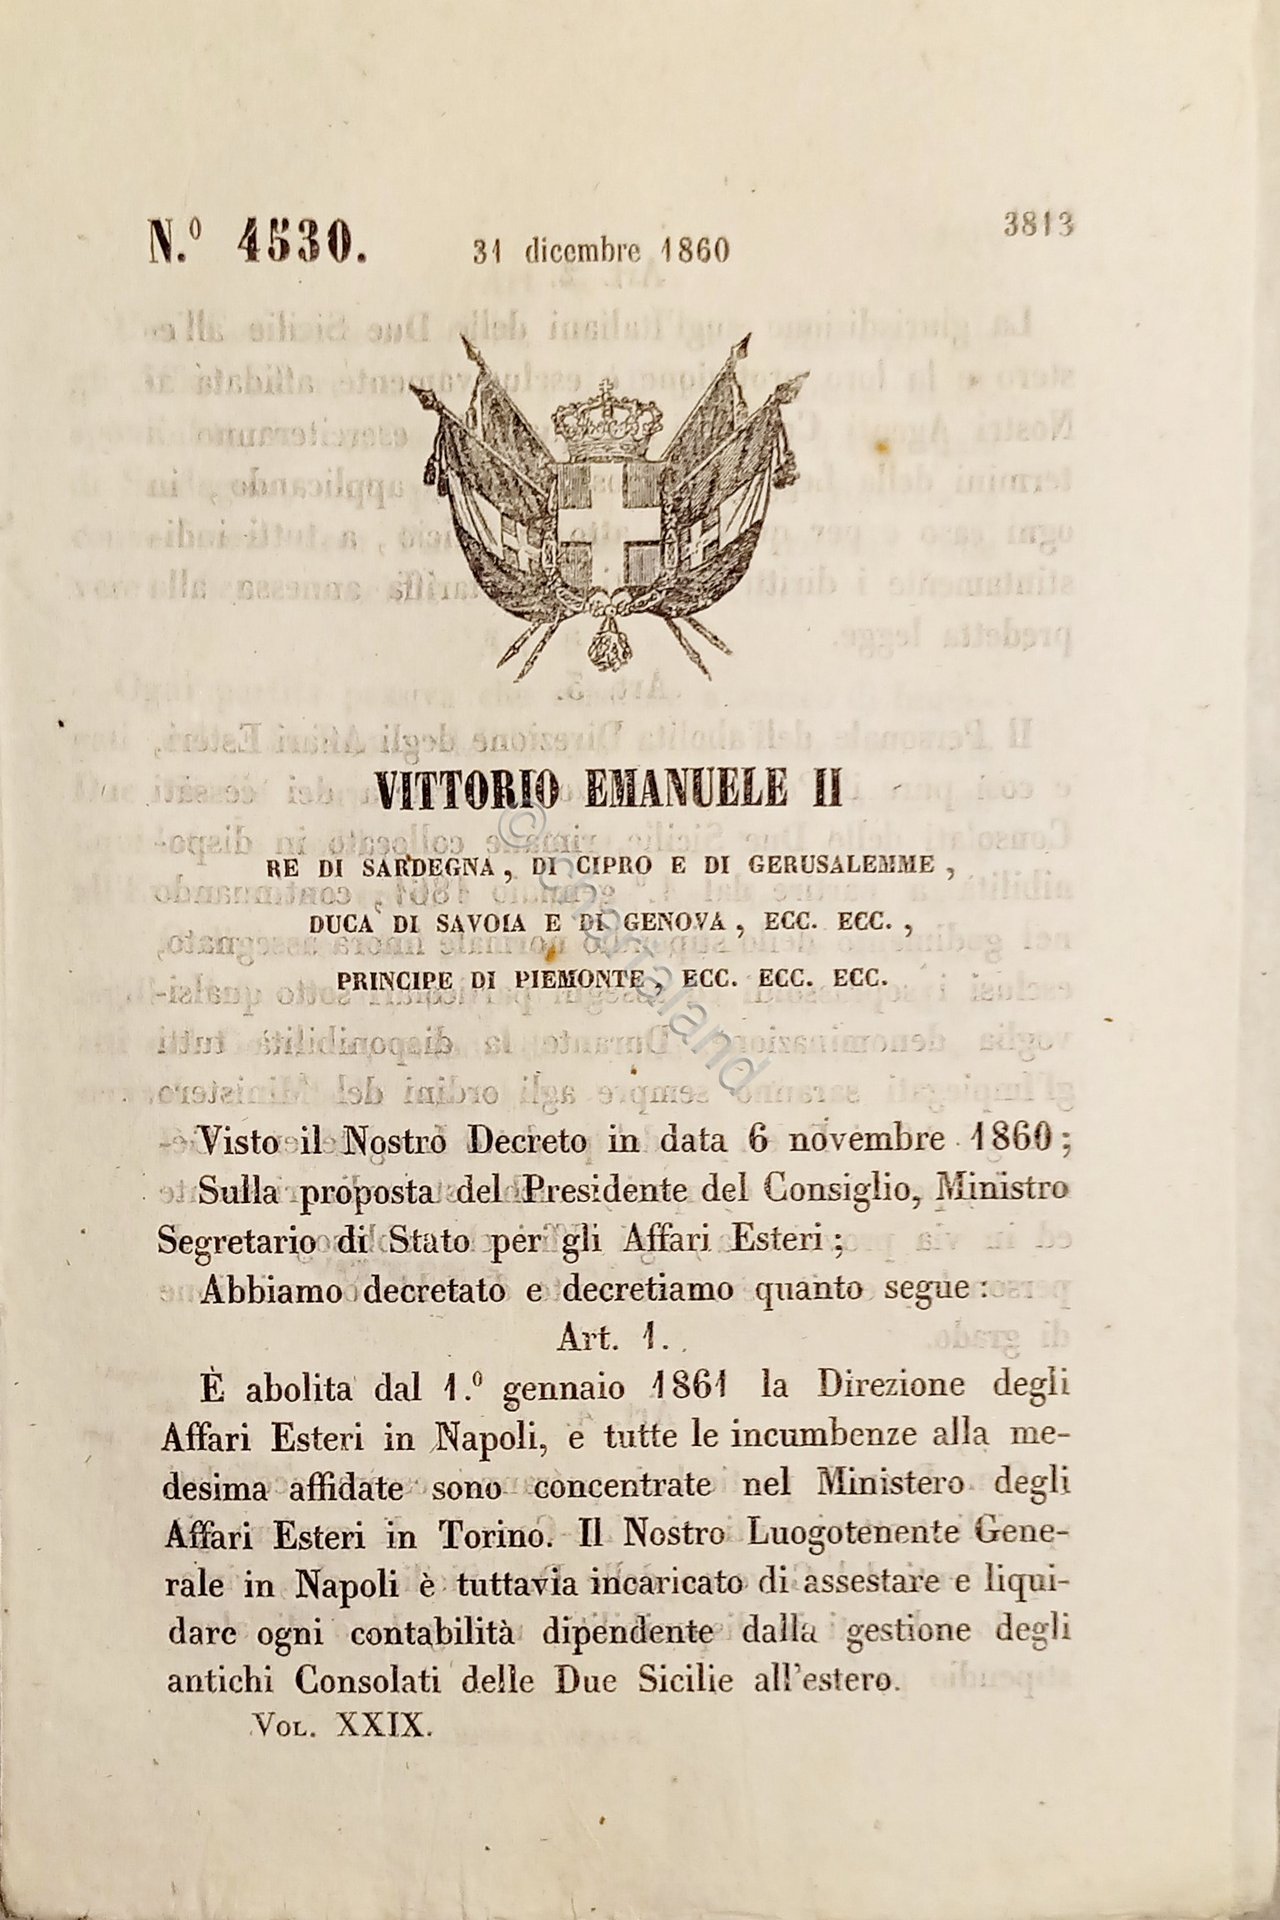 N.º 4530.
31 dicembre 1860
3813
VITTORIO EMANUELE II
RE DI SARDEGNA, DI CIPRO E DI GERUSALEMME,
DUCA DI SAVOIA E DI GENOVA, ECC. ECC.,
PRINCIPE DI PIEMONTE, ECC. ECC. ECC.
© Chartaland
Visto il Nostro Decreto in data 6 novembre 1860;
Sulla proposta del Presidente del Consiglio, Ministro
Segretario di Stato per gli Affari Esteri;
Abbiamo decretato e decretiamo quanto segue:
Art. 1.
È abolita dal 1.º gennaio 1861 la Direzione degli
Affari Esteri in Napoli, e tutte le incumbenze alla me-
desima affidate sono concentrate nel Ministero degli
Affari Esteri in Torino. Il Nostro Luogotenente Gene-
rale in Napoli è tuttavia incaricato di assestare e liqui-
dare ogni contabilità dipendente dalla gestione degli
antichi Consolati delle Due Sicilie all'estero.
VOL. XXIX.